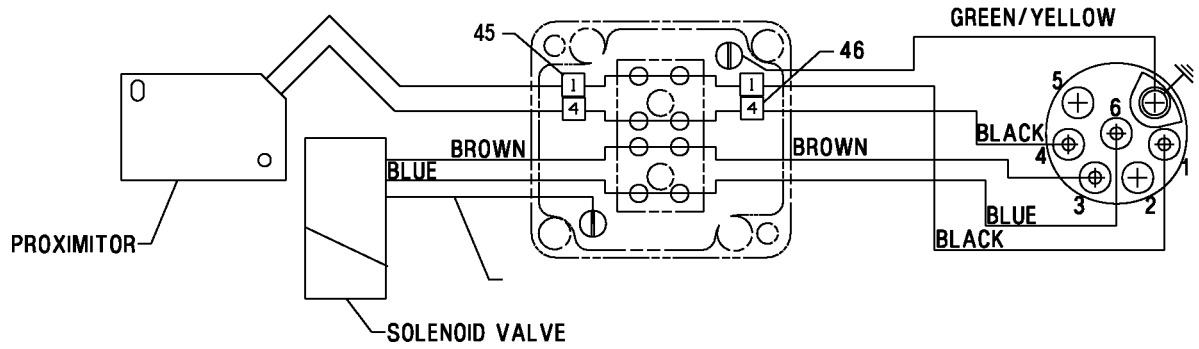 GREEN/YELLOW
45
46
1
1
4
4
5
6
BLACK
4
1
BROWN
BROWN
BLUE
3
2
BLUE
BLACK
PROXIMITOR
SOLENOID VALVE